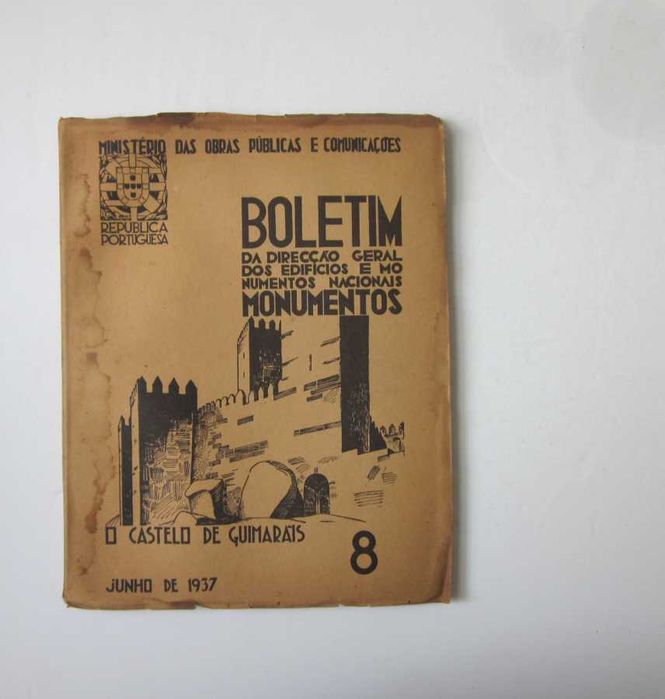 MINISTÉRIO DAS OBRAS PÚBLICAS E COMUNICAÇÕES
REPUBLICA
PORTUGUESA
BOLETIM
DA DIRECÇÃO GERAL
DOS EDIFÍCIOS E MO
NUMENTOS NACIONAIS
MONUMENTOS
O CASTELO DE GUIMARÃIS
8
JUNHO DE 1937